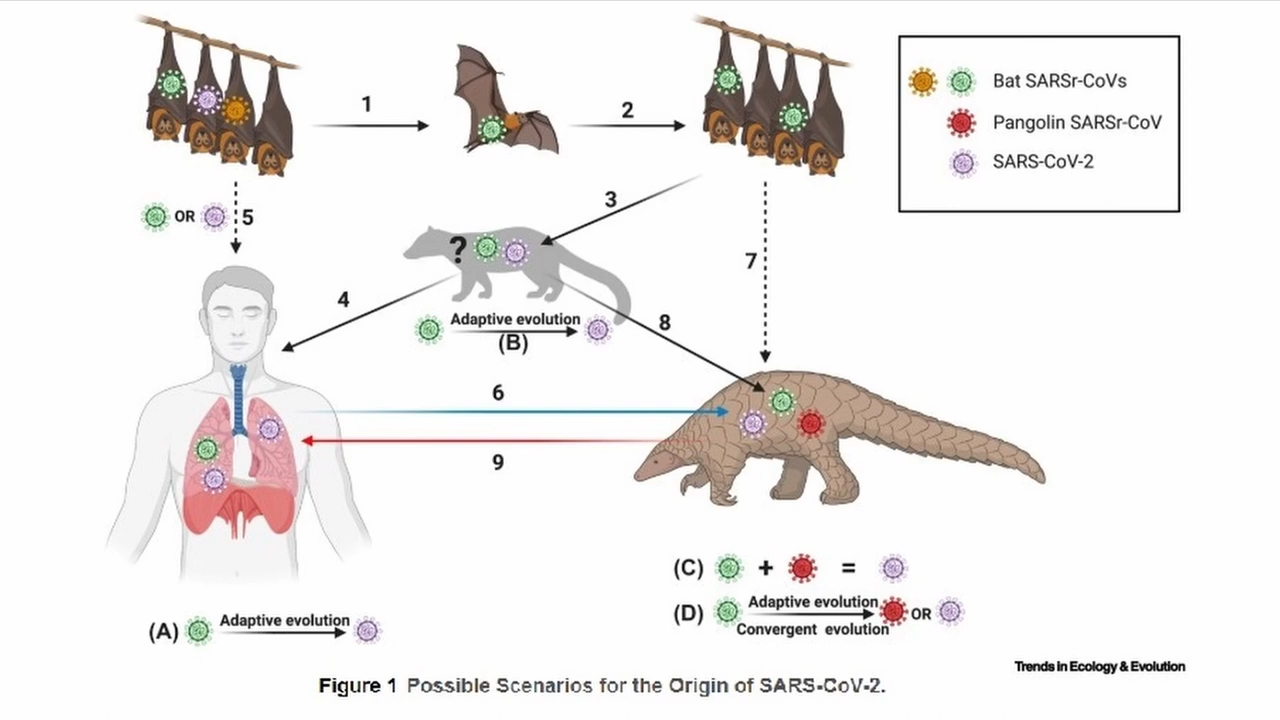 1
2
Bat SARSr-CoVs
Pangolin SARSr-CoV
SARS-CoV-2
OR
5
3
?
7
4
Adaptive evolution
(B)
8
6
9
(C) + =
(D) Adaptive evolution OR
Convergent evolution
(A) Adaptive evolution
Trends in Ecology & Evolution
Figure 1 Possible Scenarios for the Origin of SARS-CoV-2.